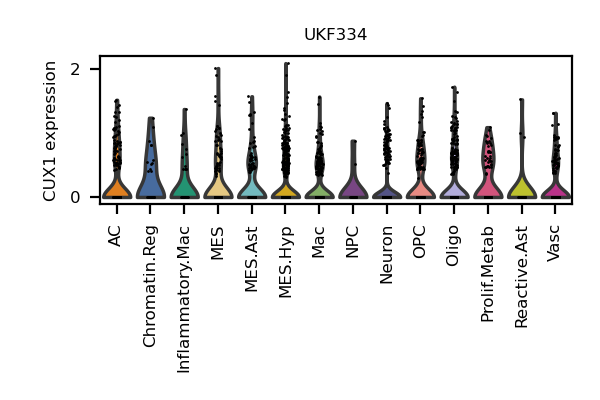 UKF334
CUX1 expression
2
0
AC
Chromatin.Reg
Inflammatory.Mac
MES
MES.Ast
MES.Hyp
Mac
NPC
Neuron
OPC
Oligo
Prolif.Metab
Reactive.Ast
Vasc